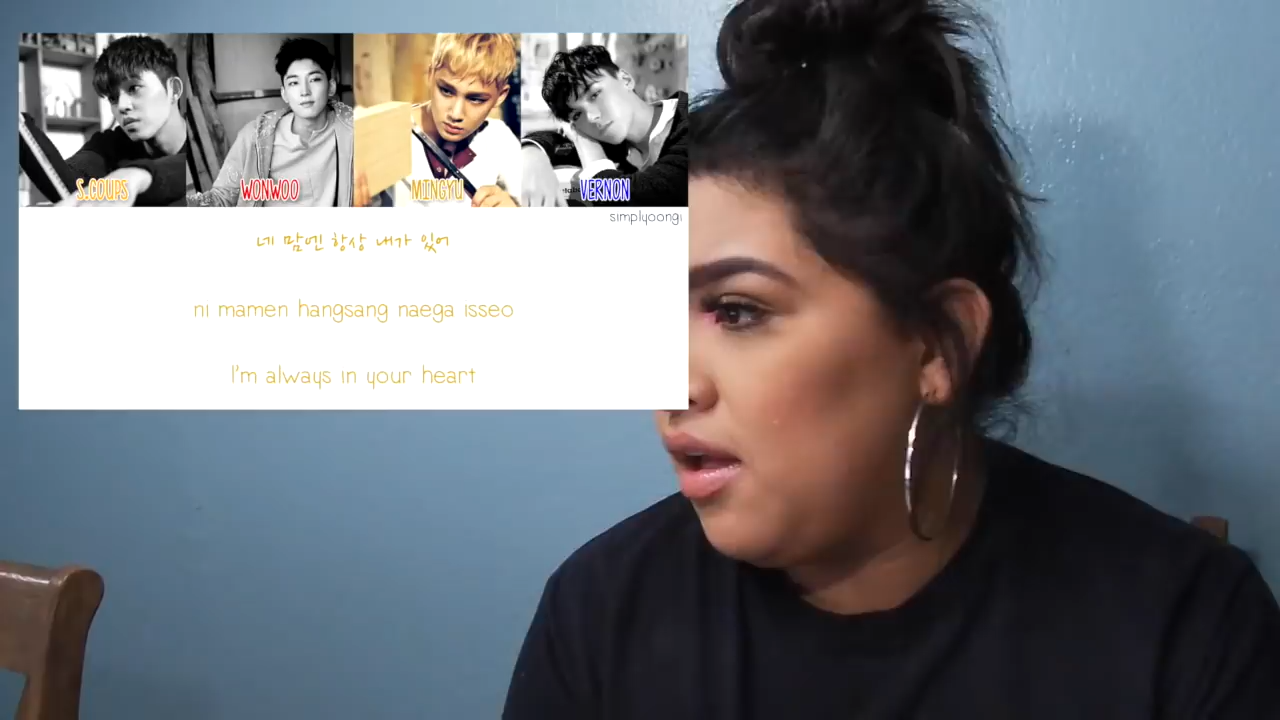 S.COUPS WONWOO MINGYU VERNON
simplyoongi
네 맘엔 항상 내가 있어
ni mamen hangsang naega isseo
I'm always in your heart